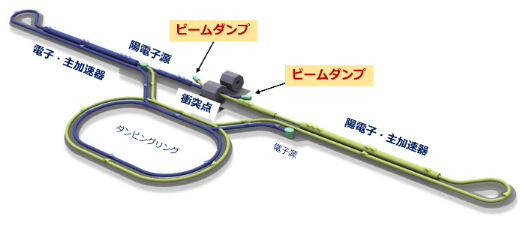 ビームダンプ
陽電子源
電子・主加速器
ビームダンプ
衝突点
陽電子・主加速器
ダンピングリング
電子源